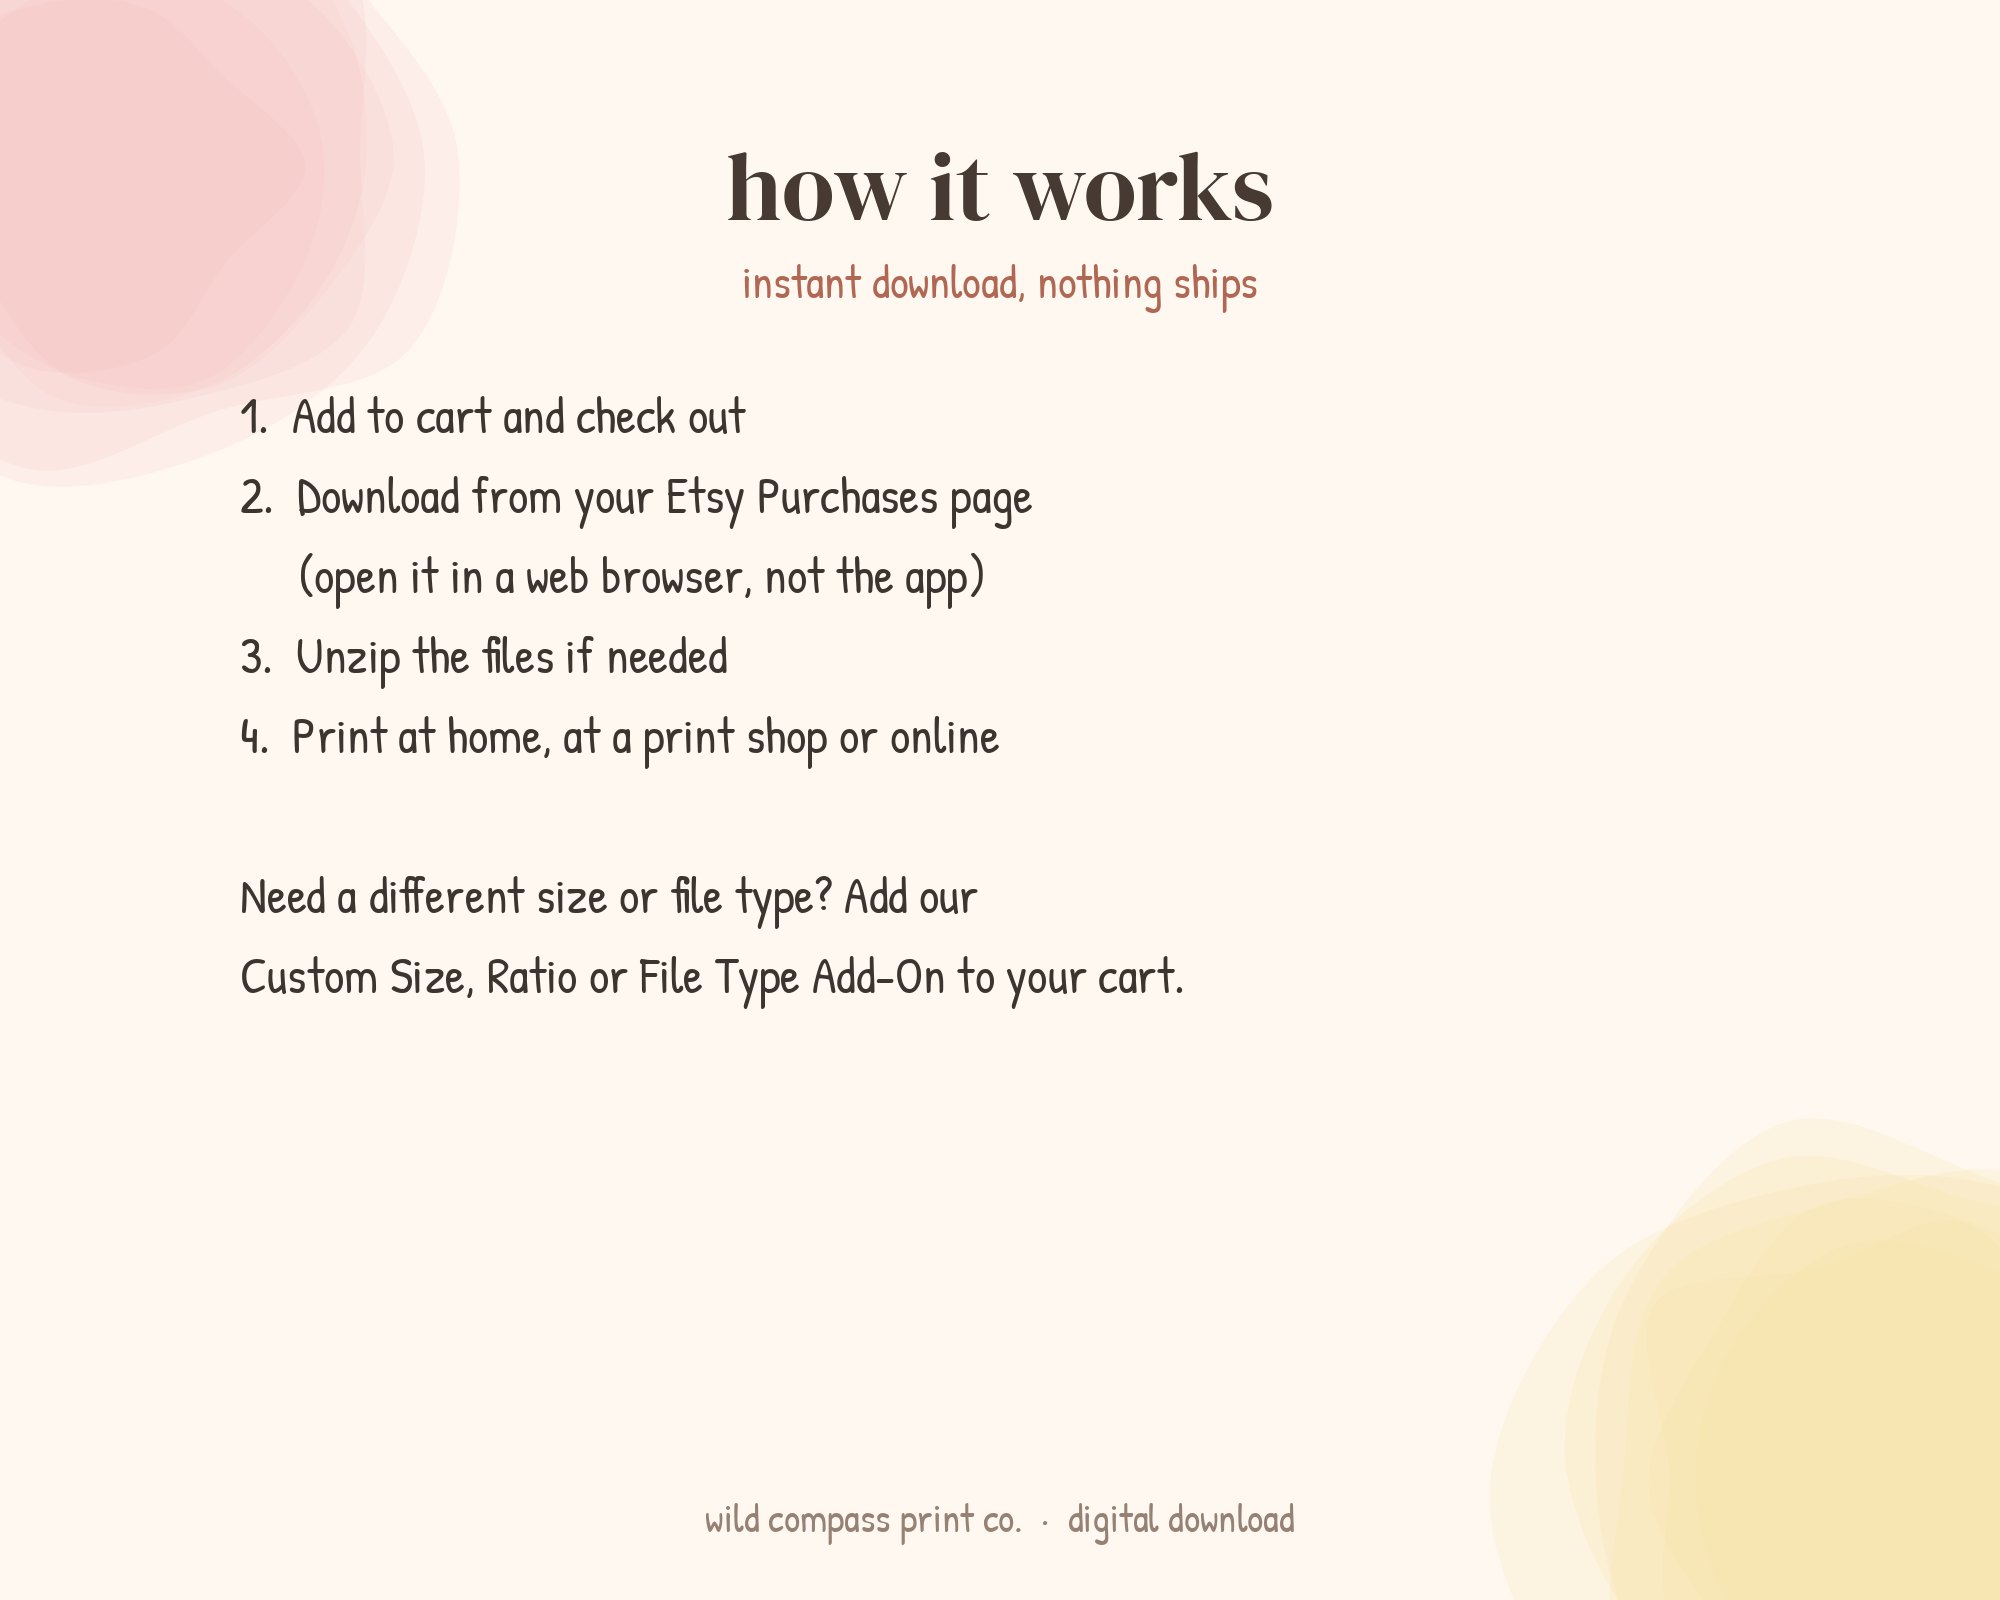 how it works
instant download, nothing ships
1. Add to cart and check out
2. Download from your Etsy Purchases page
(open it in a web browser, not the app)
3. Unzip the files if needed
4. Print at home, at a print shop or online
Need a different size or file type? Add our
Custom Size, Ratio or File Type Add-On to your cart.
wild compass print co. · digital download